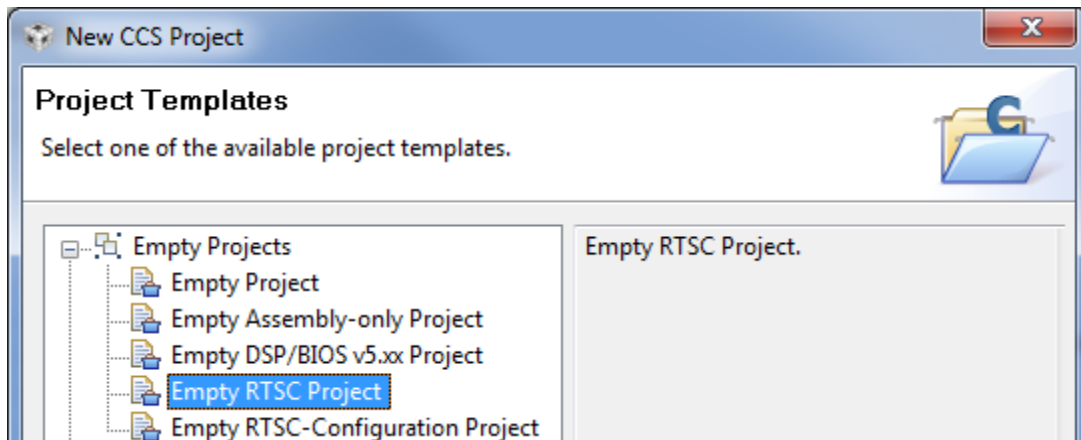 New CCS Project
Project Templates
Select one of the available project templates.
Empty Projects
Empty Project
Empty Assembly-only Project
Empty DSP/BIOS v5.xx Project
Empty RTSC Project
Empty RTSC-Configuration Project
Empty RTSC Project.